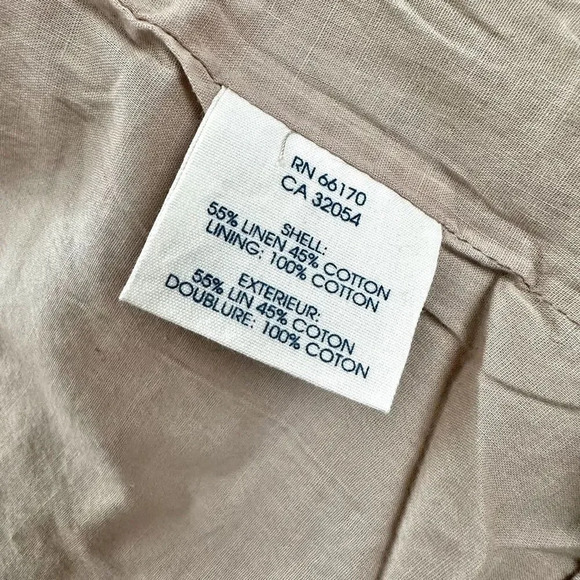 RN 66170
CA 32054
SHELL:
55% LINEN 45% COTTON
LINING: 100% COTTON
EXTERIEUR:
55% LIN 45% COTON
DOUBLURE: 100% COTON